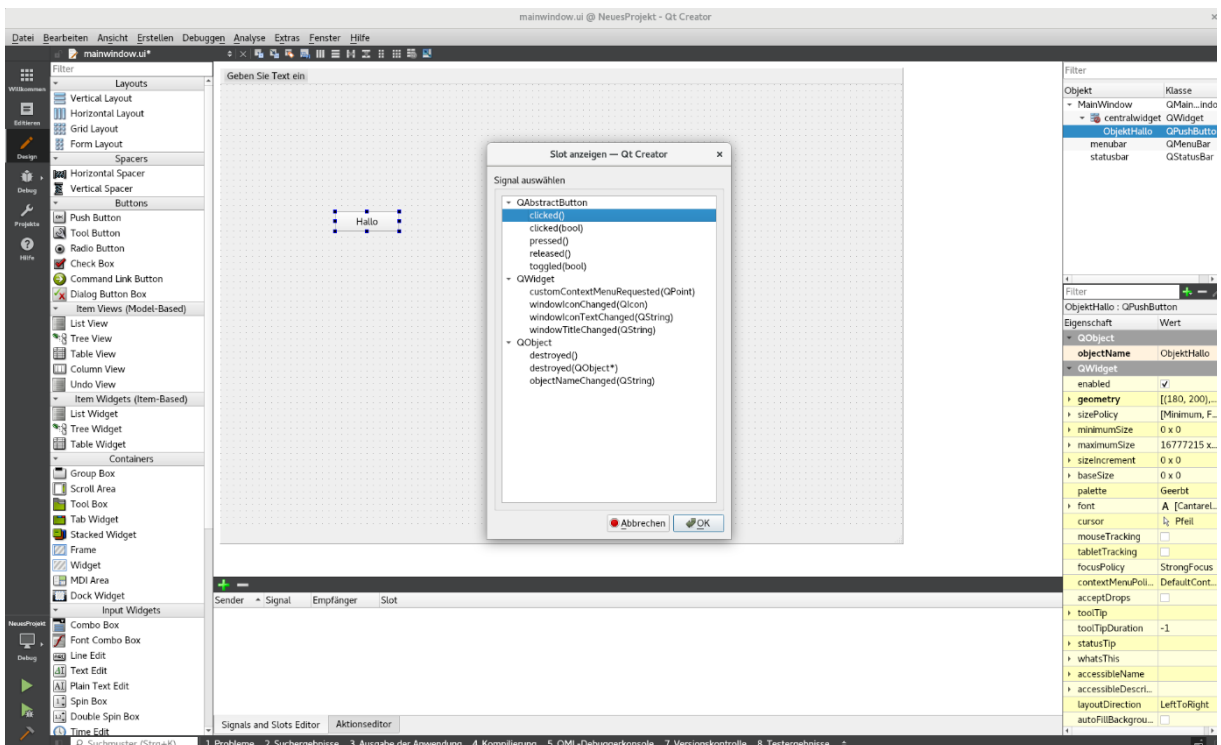 mainwindow.ui @ NeuesProjekt - Qt Creator
Datei Bearbeiten Ansicht Erstellen Debuggen Analyse Extras Fenster Hilfe
mainwindow.ui*
Willkommen
Editieren
Design
Debug
Projekte
Hilfe
NeuesProjekt
Debug
Filter
Layouts
Vertical Layout
Horizontal Layout
Grid Layout
Form Layout
Spacers
Horizontal Spacer
Vertical Spacer
Buttons
Push Button
Tool Button
Radio Button
Check Box
Command Link Button
Dialog Button Box
Item Views (Model-Based)
List View
Tree View
Table View
Column View
Undo View
Item Widgets (Item-Based)
List Widget
Tree Widget
Table Widget
Containers
Group Box
Scroll Area
Tool Box
Tab Widget
Stacked Widget
Frame
Widget
MDI Area
Dock Widget
Input Widgets
Combo Box
Font Combo Box
Line Edit
Text Edit
Plain Text Edit
Spin Box
Double Spin Box
Time Edit
Geben Sie Text ein
Hallo
Slot anzeigen — Qt Creator
Signal auswählen
QAbstractButton
clicked()
clicked(bool)
pressed()
released()
toggled(bool)
QWidget
customContextMenuRequested(QPoint)
windowIconChanged(QIcon)
windowIconTextChanged(QString)
windowTitleChanged(QString)
QObject
destroyed()
destroyed(QObject*)
objectNameChanged(QString)
Abbrechen OK
Sender Signal Empfänger Slot
Signals and Slots Editor Aktionseditor
Filter
Objekt Klasse
MainWindow QMain...indo
centralwidget QWidget
ObjektHallo QPushButto
menubar QMenuBar
statusbar QStatusBar
Filter
ObjektHallo : QPushButton
Eigenschaft Wert
QObject
objectName ObjektHallo
QWidget
enabled
geometry [(180, 200),...
sizePolicy [Minimum, F...
minimumSize 0 x 0
maximumSize 16777215 x...
sizeIncrement 0 x 0
baseSize 0 x 0
palette Geerbt
font A [Cantarel...
cursor Pfeil
mouseTracking
tabletTracking
focusPolicy StrongFocus
contextMenuPoli... DefaultCont...
acceptDrops
toolTip
toolTipDuration -1
statusTip
whatsThis
accessibleName
accessibleDescri...
layoutDirection LeftToRight
autoFillBackgrou...
Suchmuster (Strg+K) 1 Probleme 2 Suchergebnisse 3 Ausgabe der Anwendung 4 Kompilierung 5 QML-Debuggerkonsole 7 Versionskontrolle 8 Testergebnisse